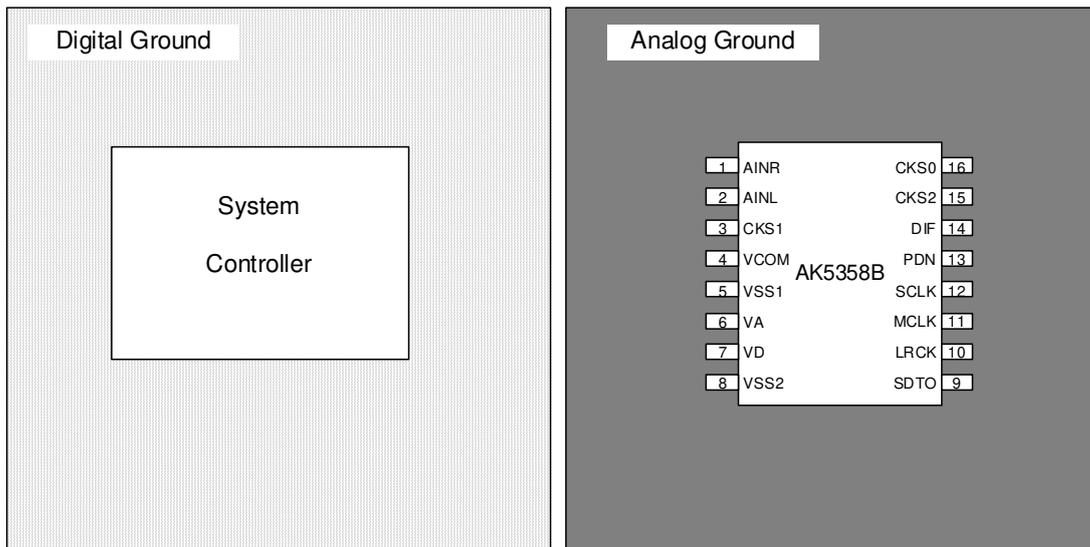 Digital Ground
Analog Ground
System
Controller
1 AINR
2 AINL
3 CKS1
4 VCOM
5 VSS1
6 VA
7 VD
8 VSS2
AK5358B
CKS0 16
CKS2 15
DIF 14
PDN 13
SCLK 12
MCLK 11
LRCK 10
SDTO 9